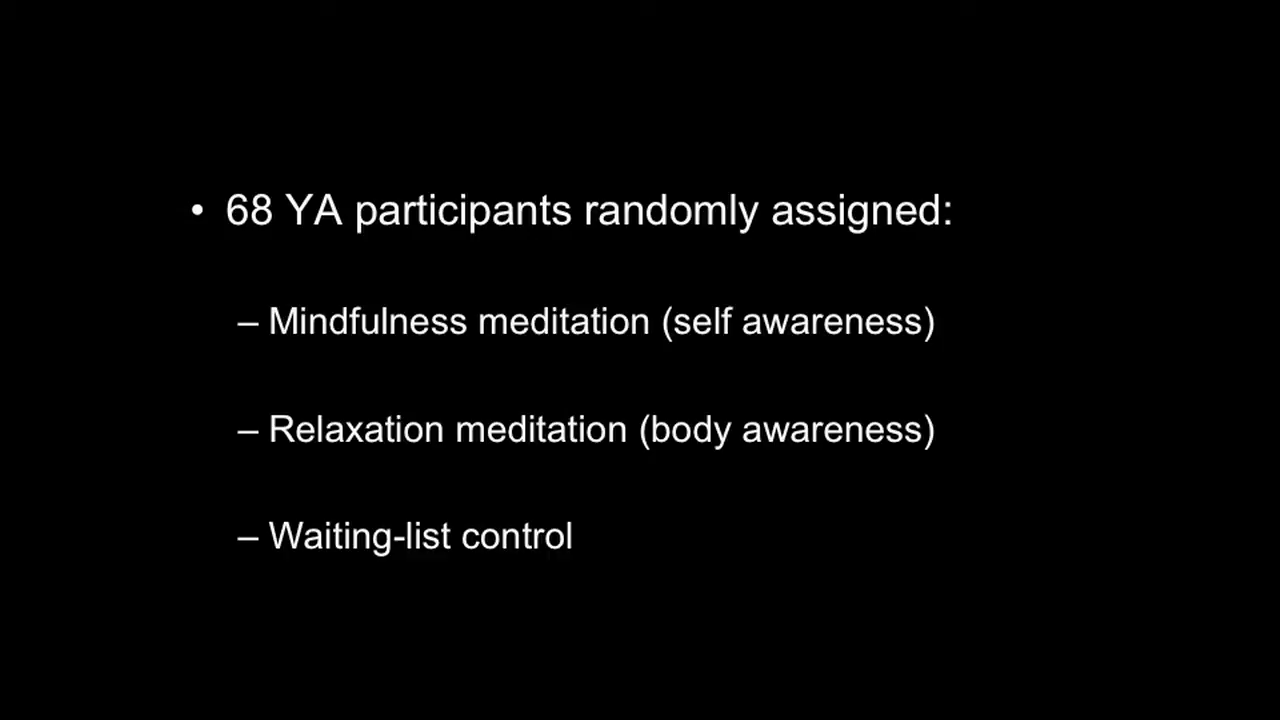 • 68 YA participants randomly assigned:
– Mindfulness meditation (self awareness)
– Relaxation meditation (body awareness)
– Waiting-list control